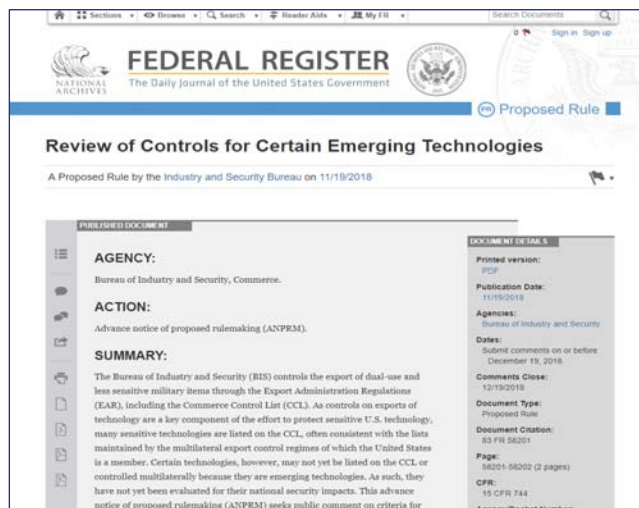 Sections Browse Search Reader Aids My FR Search Documents
0 Sign in Sign up
NATIONAL ARCHIVES
FEDERAL REGISTER
The Daily Journal of the United States Government
PR Proposed Rule
Review of Controls for Certain Emerging Technologies
A Proposed Rule by the Industry and Security Bureau on 11/19/2018
PUBLISHED DOCUMENT
AGENCY:
Bureau of Industry and Security, Commerce.
ACTION:
Advance notice of proposed rulemaking (ANPRM).
SUMMARY:
The Bureau of Industry and Security (BIS) controls the export of dual-use and
less sensitive military items through the Export Administration Regulations
(EAR), including the Commerce Control List (CCL). As controls on exports of
technology are a key component of the effort to protect sensitive U.S. technology,
many sensitive technologies are listed on the CCL, often consistent with the lists
maintained by the multilateral export control regimes of which the United States
is a member. Certain technologies, however, may not yet be listed on the CCL or
controlled multilaterally because they are emerging technologies. As such, they
have not yet been evaluated for their national security impacts. This advance
notice of proposed rulemaking (ANPRM) seeks public comment on criteria for
DOCUMENT DETAILS
Printed version:
PDF
Publication Date:
11/19/2018
Agencies:
Bureau of Industry and Security
Dates:
Submit comments on or before
December 19, 2018.
Comments Close:
12/19/2018
Document Type:
Proposed Rule
Document Citation:
83 FR 58201
Page:
58201-58202 (2 pages)
CFR:
15 CFR 744